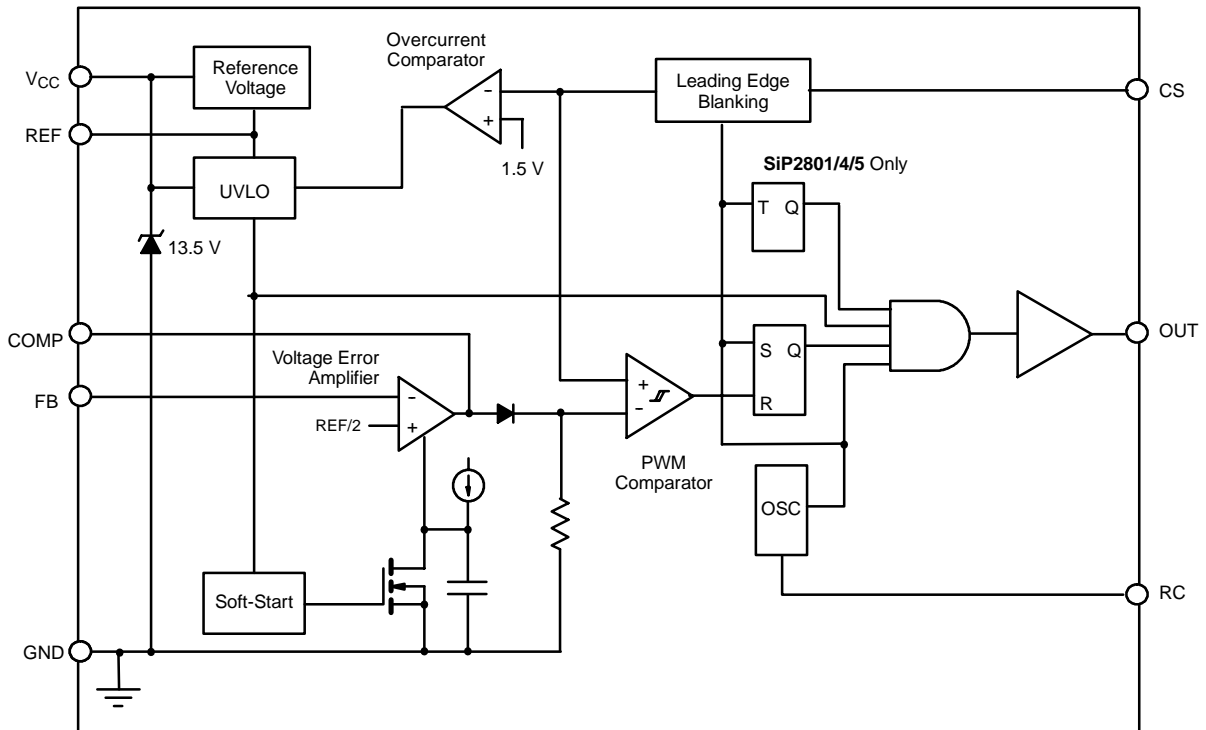 Overcurrent
Comparator
VCC
Reference
Voltage
Leading Edge
Blanking
CS
REF
-
+
1.5 V
SiP2801/4/5 Only
UVLO
T Q
13.5 V
COMP
OUT
Voltage Error
Amplifier
S Q
FB
-
+
REF/2
+
-
R
PWM
Comparator
OSC
Soft-Start
RC
GND